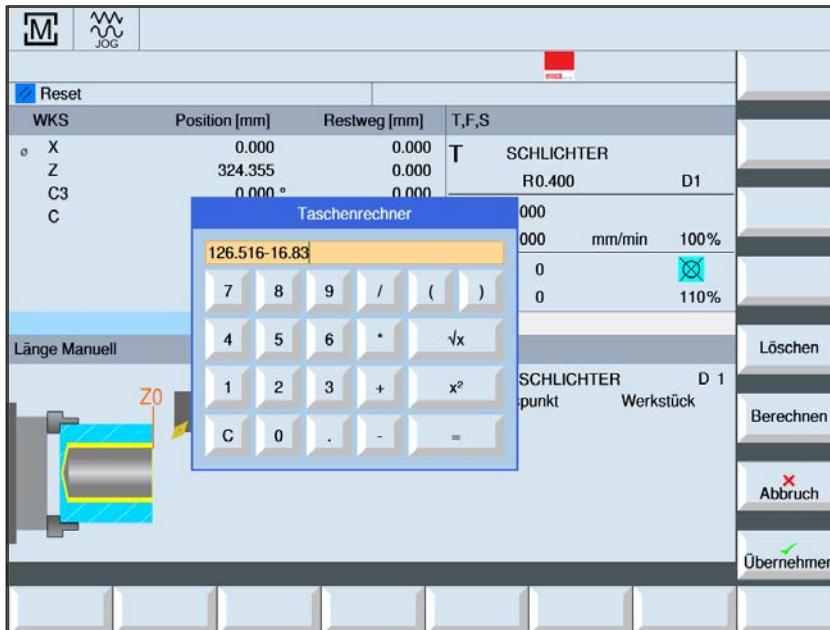 M
JOG
Reset
WKS Position [mm] Restweg [mm] T,F,S
ø X 0.000 0.000
Z 324.355 0.000
C3 0.000 ° 0.000
C
T SCHLICHTER
R0.400 D1
000
000 mm/min 100%
0
0 110%
Taschenrechner
126.516-16.83
7 8 9 / ( )
4 5 6 * √x
1 2 3 + x²
C 0 . - =
Länge Manuell
SCHLICHTER D 1
spunkt Werkstück
Z0
Löschen
Berechnen
Abbruch
Übernehmen